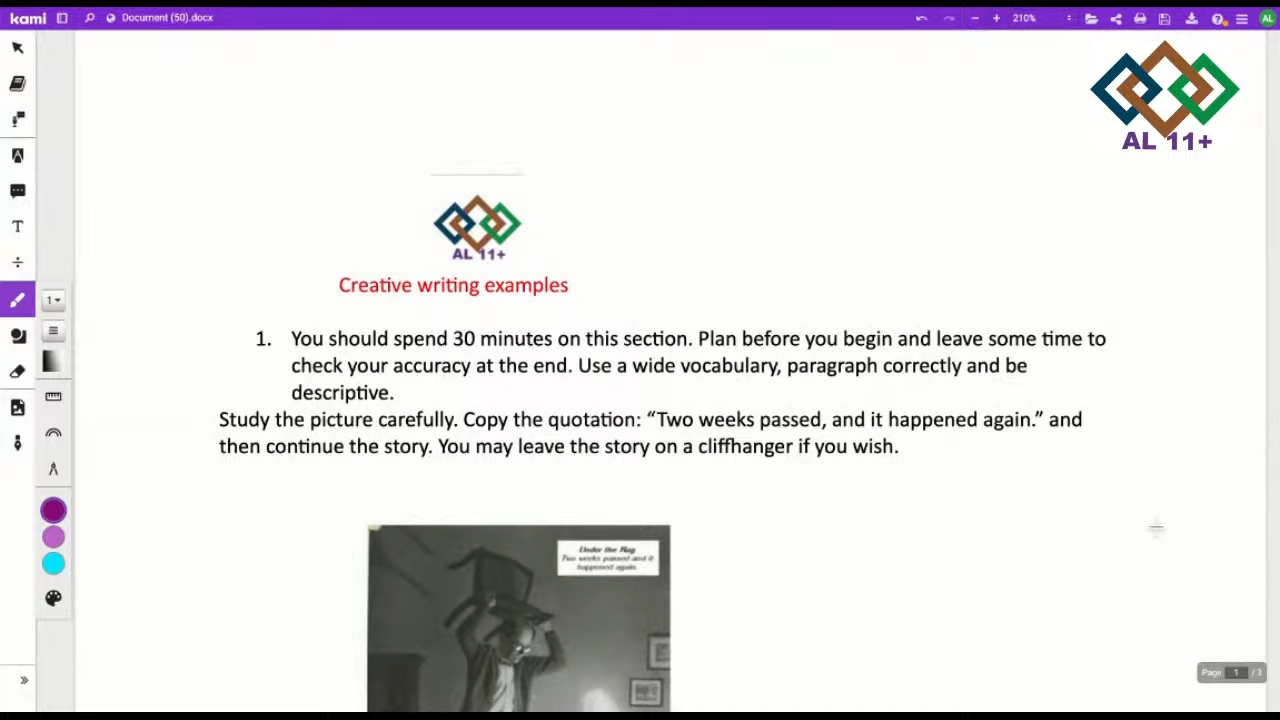 kami
Document (50).docx
210%
AL
AL 11+
AL 11+
Creative writing examples
1. You should spend 30 minutes on this section. Plan before you begin and leave some time to
check your accuracy at the end. Use a wide vocabulary, paragraph correctly and be
descriptive.
Study the picture carefully. Copy the quotation: “Two weeks passed, and it happened again.” and
then continue the story. You may leave the story on a cliffhanger if you wish.
1
Under the Rug
Two weeks passed and it
happened again.
Page 1 / 3